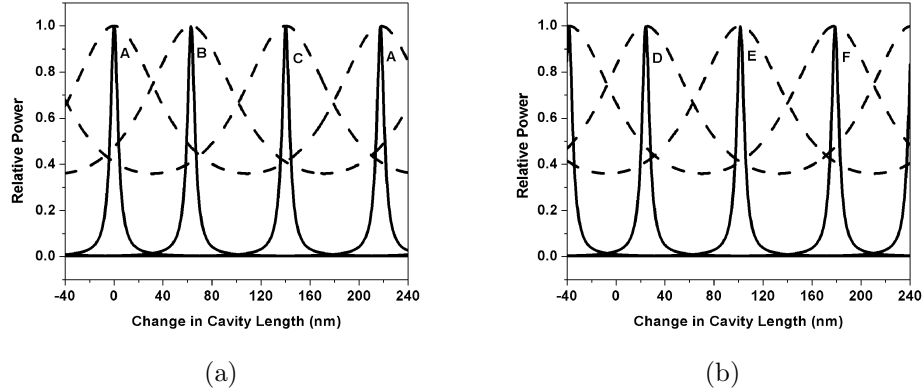 1.0
0.8
0.6
0.4
0.2
0.0
Relative Power
A
B
C
A
-40 0 40 80 120 160 200 240
Change in Cavity Length (nm)
(a)
1.0
0.8
0.6
0.4
0.2
0.0
Relative Power
D
E
F
-40 0 40 80 120 160 200 240
Change in Cavity Length (nm)
(b)